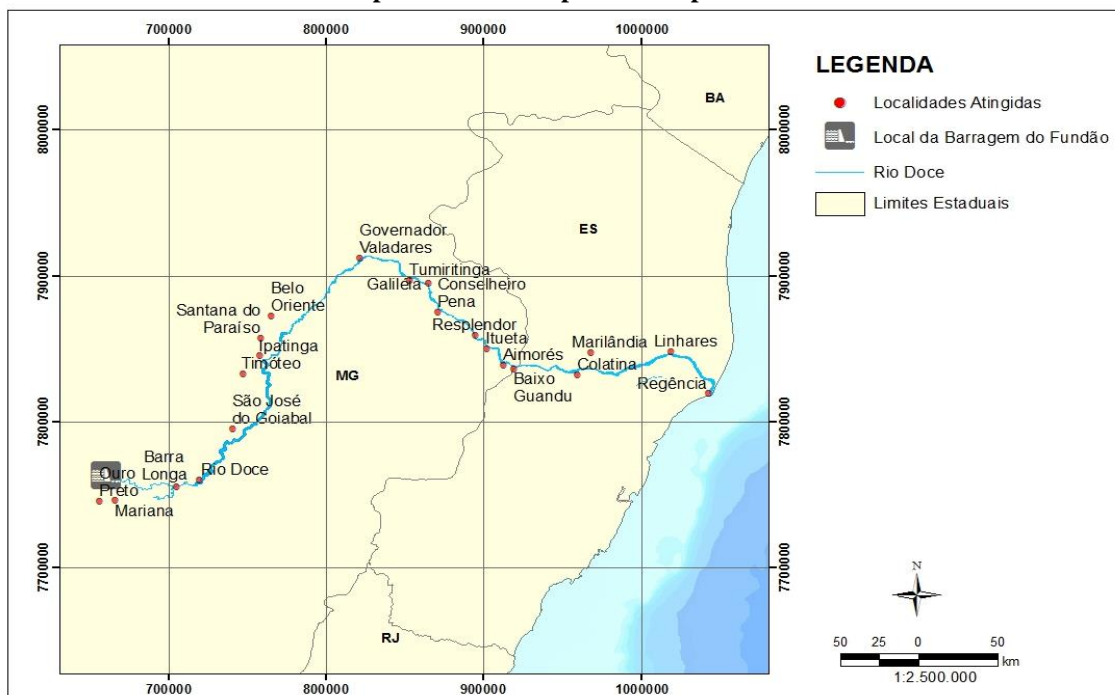 700000
800000
900000
1000000
LEGENDA
Localidades Atingidas
Local da Barragem do Fundão
Rio Doce
Limites Estaduais
8000000
7900000
7800000
7700000
8000000
7900000
7800000
7700000
BA
ES
MG
RJ
Governador
Valadares
Tumiritinga
Galiléia
Conselheiro
Pena
Belo
Oriente
Santana do
Paraíso
Ipatinga
Timóteo
Resplendor
Itueta
Aimorés
Baixo
Guandu
Marilândia
Colatina
Linhares
Regência
São José
do Goiabal
Barra
Longa
Rio Doce
Ouro
Preto
Mariana
N
50 25 0 50
km
1:2.500.000
700000
800000
900000
1000000